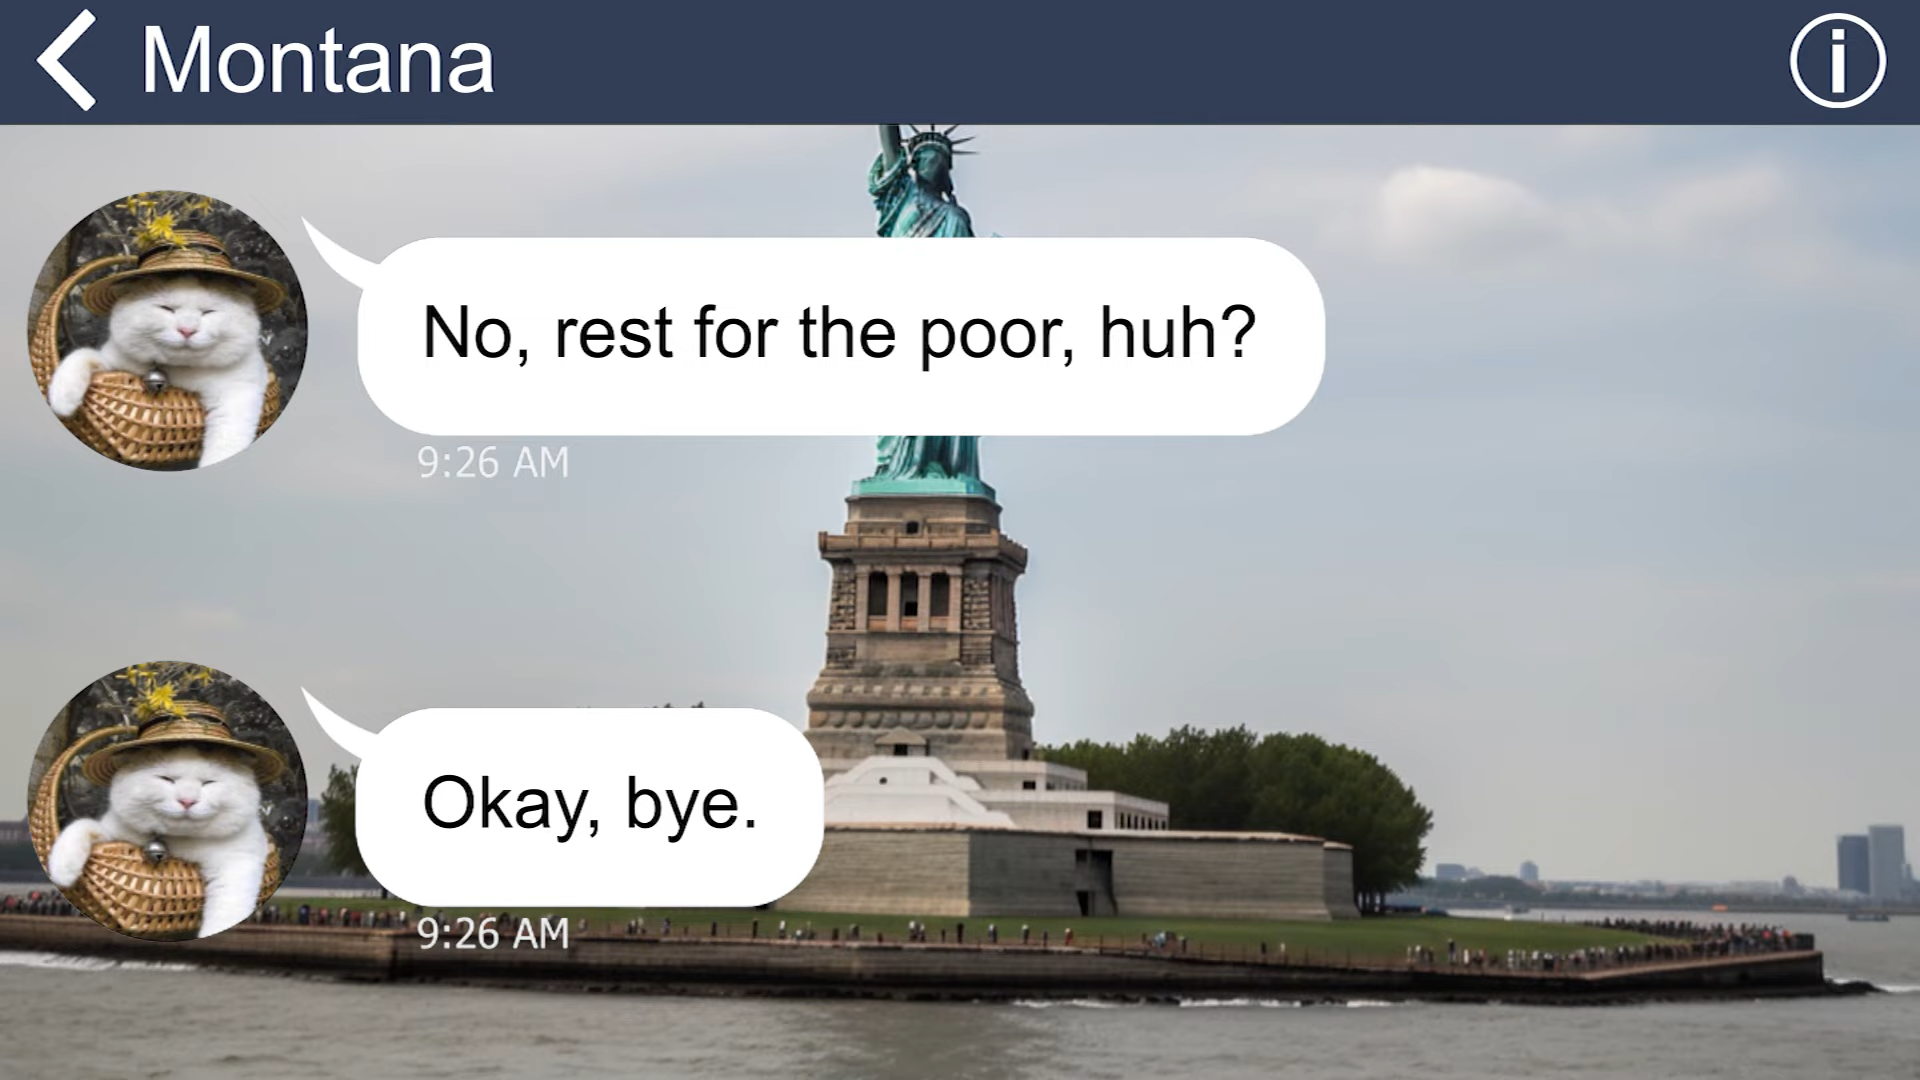 Montana
No, rest for the poor, huh?
9:26 AM
Okay, bye.
9:26 AM